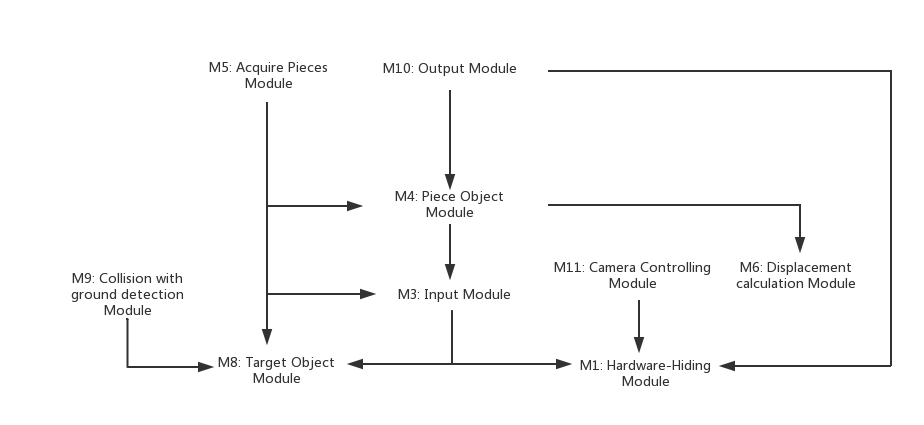 M5: Acquire Pieces
Module
M10: Output Module
M4: Piece Object
Module
M9: Collision with
ground detection
Module
M3: Input Module
M11: Camera Controlling
Module
M6: Displacement
calculation Module
M8: Target Object
Module
M1: Hardware-Hiding
Module